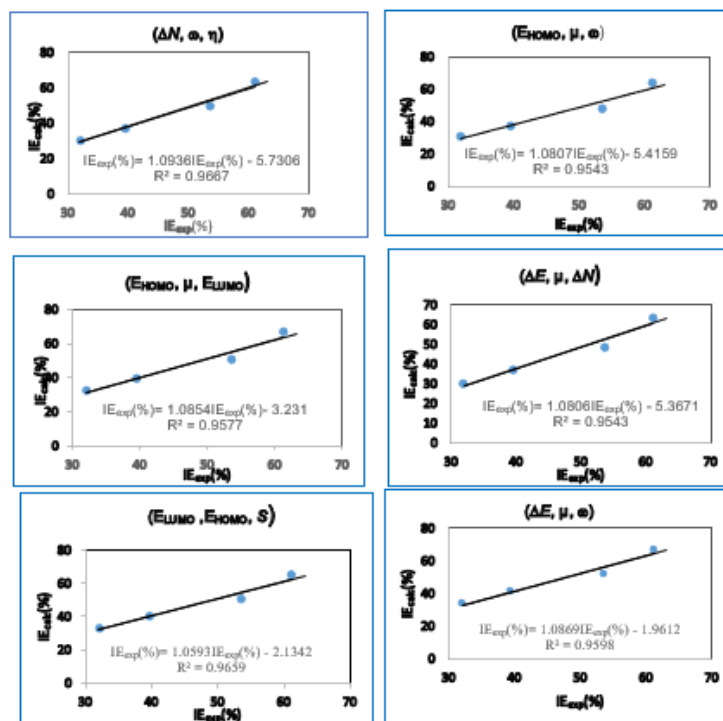 (ΔN, ω, η)
80
60
40
20
0
IEcalc(%)
IEexp(%)= 1.0936IEexp(%) - 5.7306
R² = 0.9667
30 40 50 60 70
IEexp(%)
(EHOMO, μ, ω)
80
60
40
20
0
IEcalc(%)
IEexp(%)= 1.0807IEexp(%)- 5.4159
R² = 0.9543
30 40 50 60 70
IEexp(%)
(EHOMO, μ, ELUMO)
80
60
40
20
0
IEcalc(%)
IEexp(%)= 1.0854IEexp(%)- 3.231
R² = 0.9577
30 40 50 60 70
IEexp(%)
(ΔE, μ, ΔN)
70
60
50
40
30
20
10
0
IEcalc(%)
IEexp(%)= 1.0806IEexp(%) - 5.3671
R² = 0.9543
30 40 50 60 70
IEexp(%)
(ELUMO ,EHOMO, S)
80
60
40
20
0
IEcalc(%)
IEexp(%)= 1.0593IEexp(%) - 2.1342
R² = 0.9659
30 40 50 60 70
IEexp(%)
(ΔE, μ, ω)
80
60
40
20
0
IEcalc(%)
IEexp(%)= 1.0869IEexp(%) - 1.9612
R² = 0.9598
30 40 50 60 70
IEexp(%)